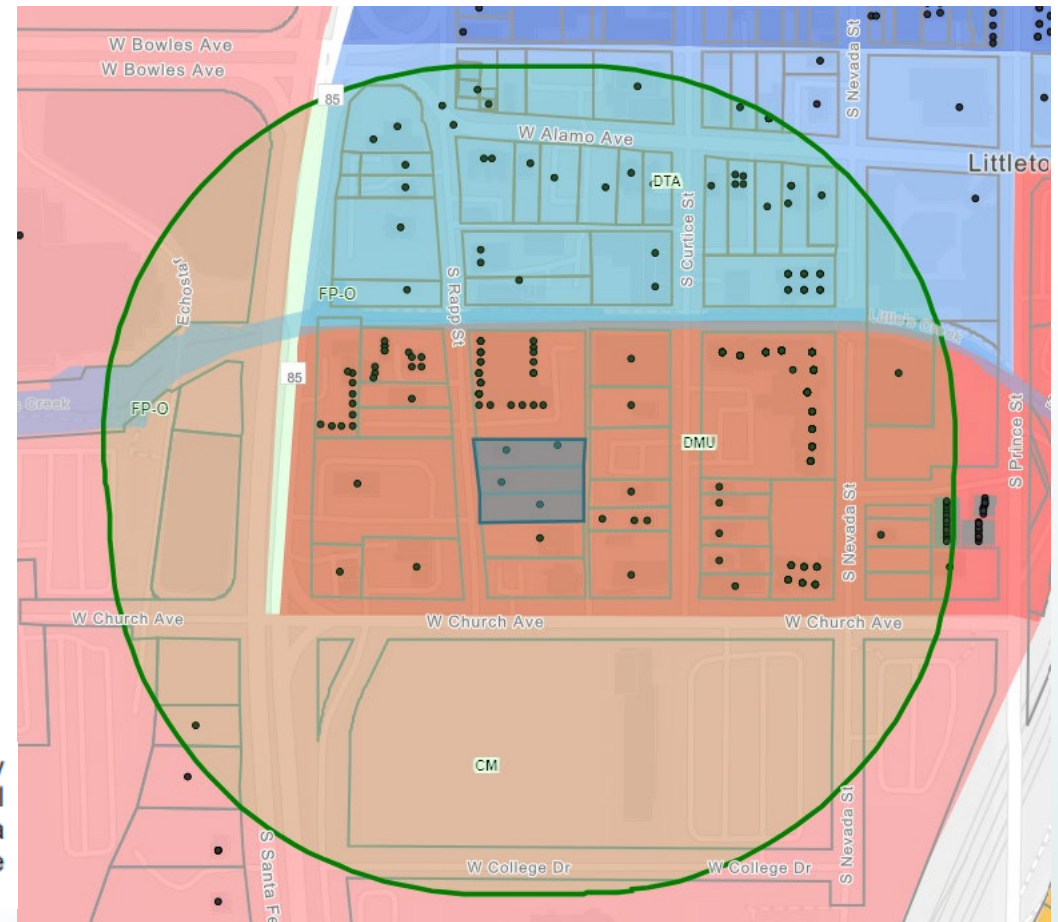 W Bowles Ave
W Bowles Ave
85
S Nevada St
W Alamo Ave
DTA
S Curtice St
Echostar
FP-O
S Rapp St
Little's Creek
85
Creek
FP-O
DMU
S Prince St
S Nevada St
W Church Ave
W Church Ave
W Church Ave
CM
S Nevada St
W College Dr
W College Dr
S Santa Fe